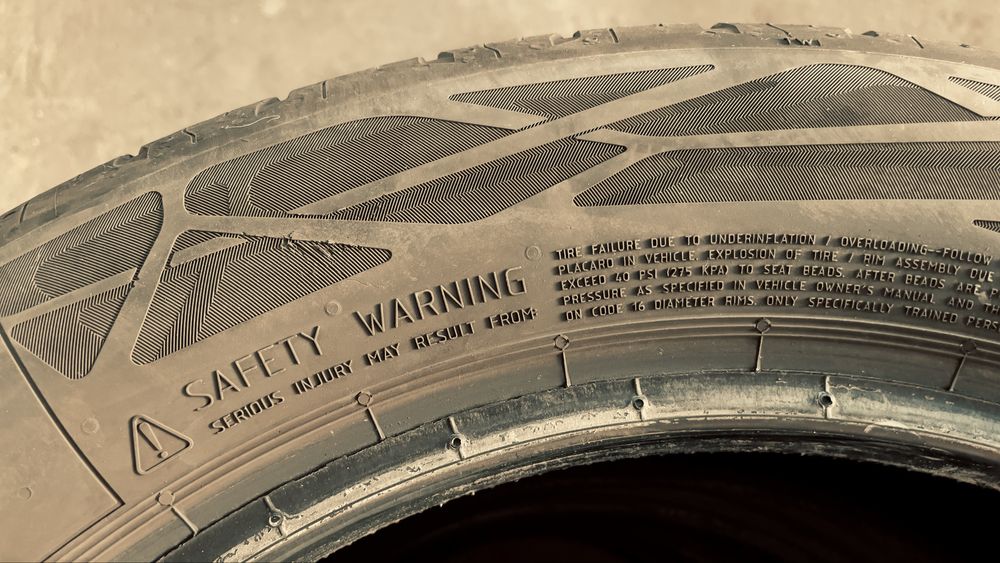 SAFETY WARNING
SERIOUS INJURY MAY RESULT FROM:
TIRE FAILURE DUE TO UNDERINFLATION / OVERLOADING-FOLLOW
PLACARD IN VEHICLE. EXPLOSION OF TIRE / RIM ASSEMBLY DUE
EXCEED 40 PSI (275 KPA) TO SEAT BEADS. AFTER BEADS ARE
PRESSURE AS SPECIFIED IN VEHICLE OWNER'S MANUAL AND
ON CODE 16 DIAMETER RIMS. ONLY SPECIFICALLY TRAINED